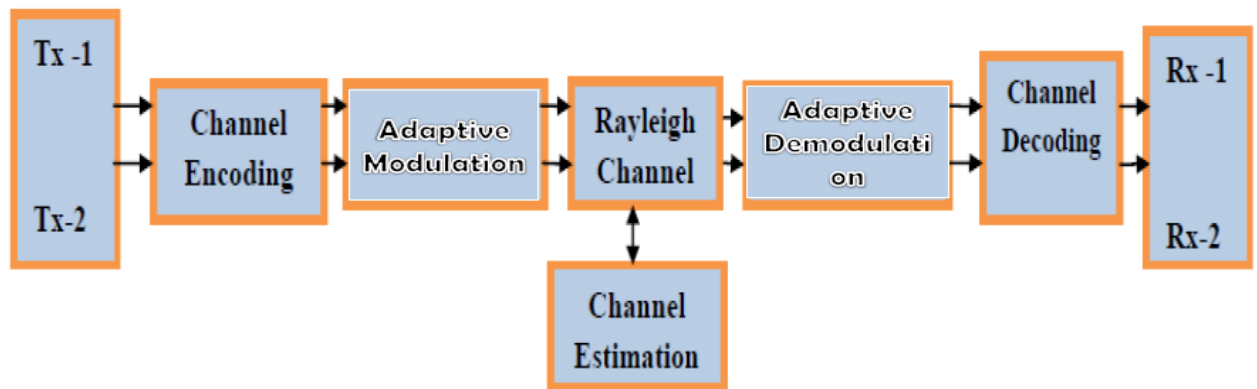 Tx -1
Tx-2
Channel
Encoding
Adaptive
Modulation
Rayleigh
Channel
Channel
Estimation
Adaptive
Demodulati
on
Channel
Decoding
Rx -1
Rx-2